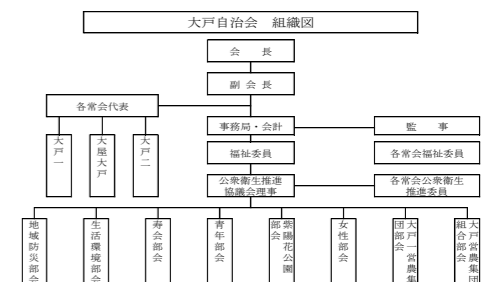 大戸自治会　組織図
会　長
副 会 長
各常会代表
大戸一
大屋大戸
大戸二
事務局・会計
監　事
福祉委員
各常会福祉委員
公衆衛生推進
協議会理事
各常会公衆衛生
推進委員
地域防災部会
生活環境部会
寿会部会
青年部会
紫陽花公園
部会
女性部会
大戸一営農集
団部会
大戸営農集団
組合部会